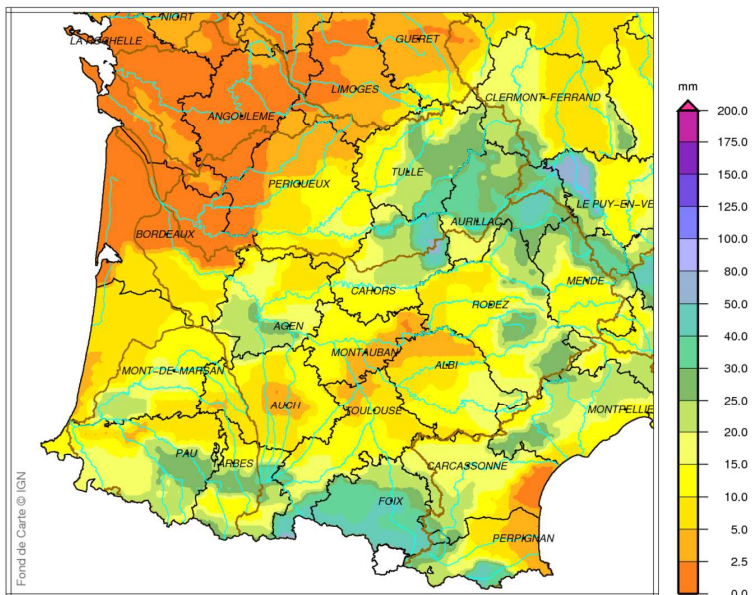 NIORT
LA ROCHELLE
GUERET
LIMOGES
CLERMONT-FERRAND
ANGOULEME
TULLE
PERIGUEUX
LE PUY-EN-VE
AURILLAC
BORDEAUX
CAHORS
MENDE
RODEZ
AGEN
MONTAUBAN
ALBI
MONT-DE-MARSAN
AUCH
TOULOUSE
MONTPELLIE
PAU
TARBES
CARCASSONNE
FOIX
PERPIGNAN
Fond de Carte © IGN
mm
200.0
175.0
150.0
125.0
100.0
80.0
50.0
40.0
30.0
20.0
15.0
10.0
5.0
2.5
0.0